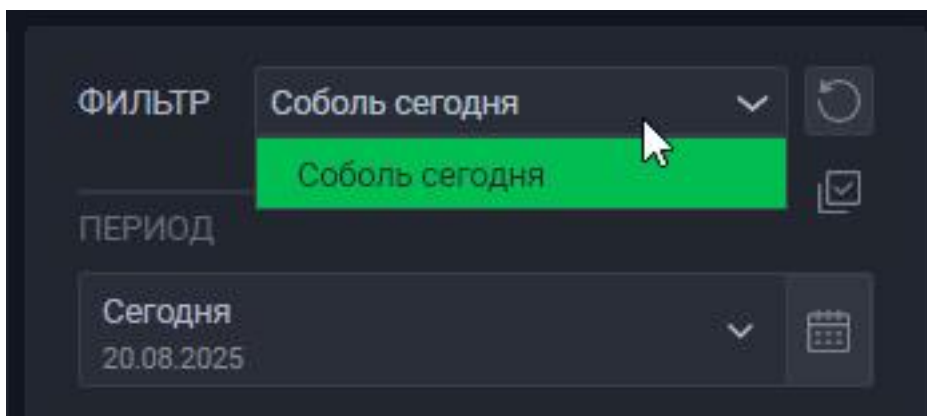 ФИЛЬТР Соболь сегодня
Соболь сегодня
ПЕРИОД
Сегодня
20.08.2025